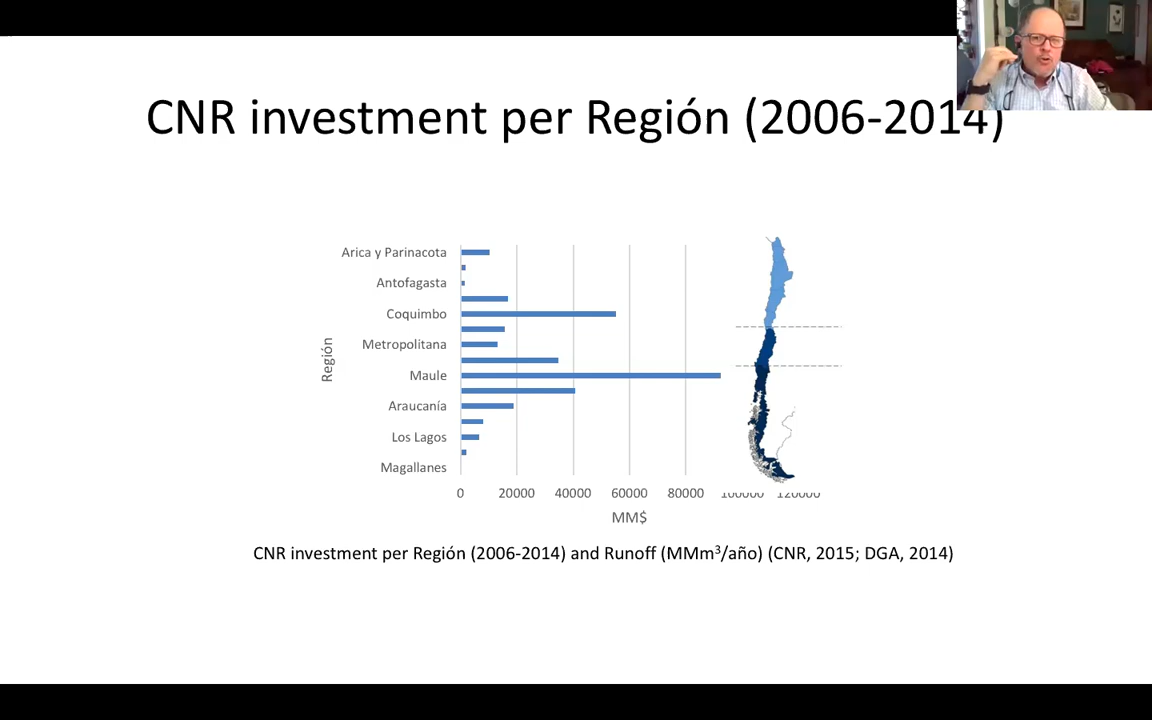 CNR investment per Región (2006-2014)
Arica y Parinacota
Antofagasta
Coquimbo
Metropolitana
Maule
Araucanía
Los Lagos
Magallanes
Región
0 20000 40000 60000 80000 100000 120000
MM$
CNR investment per Región (2006-2014) and Runoff (MMm³/año) (CNR, 2015; DGA, 2014)